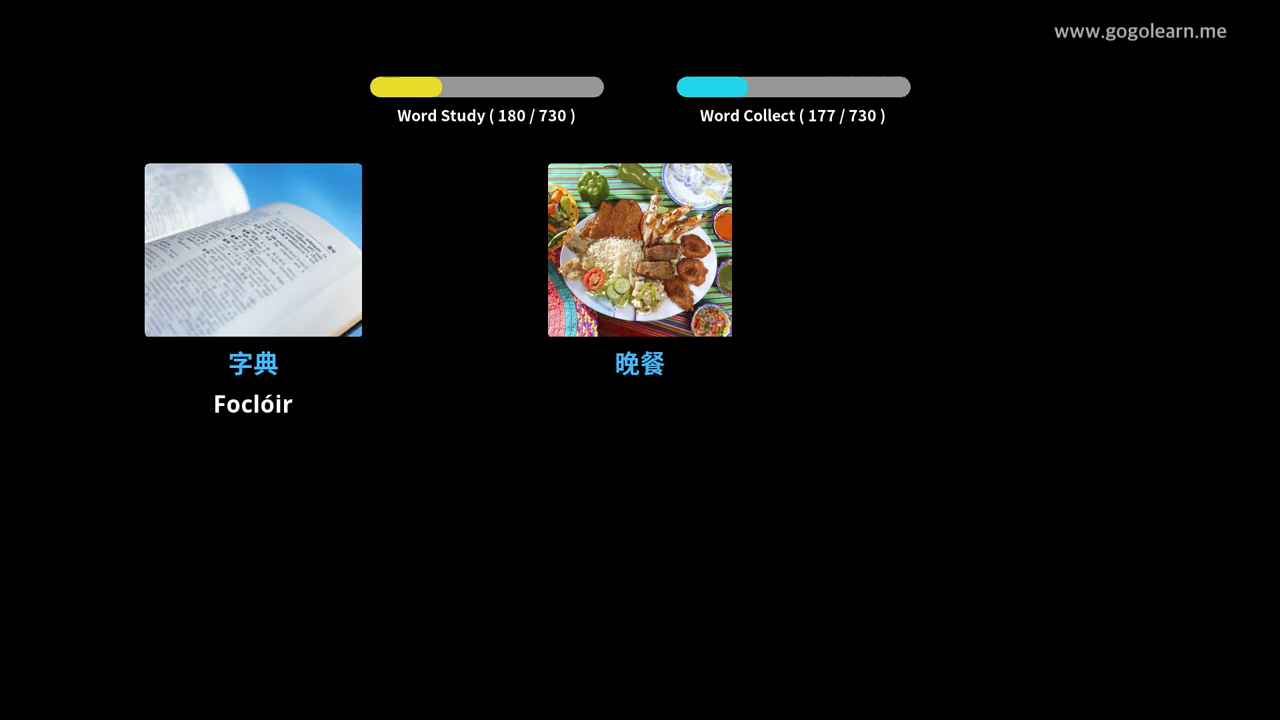 www.gogolearn.me
Word Study ( 180 / 730 )
Word Collect ( 177 / 730 )
字典
晚餐
Foclóir